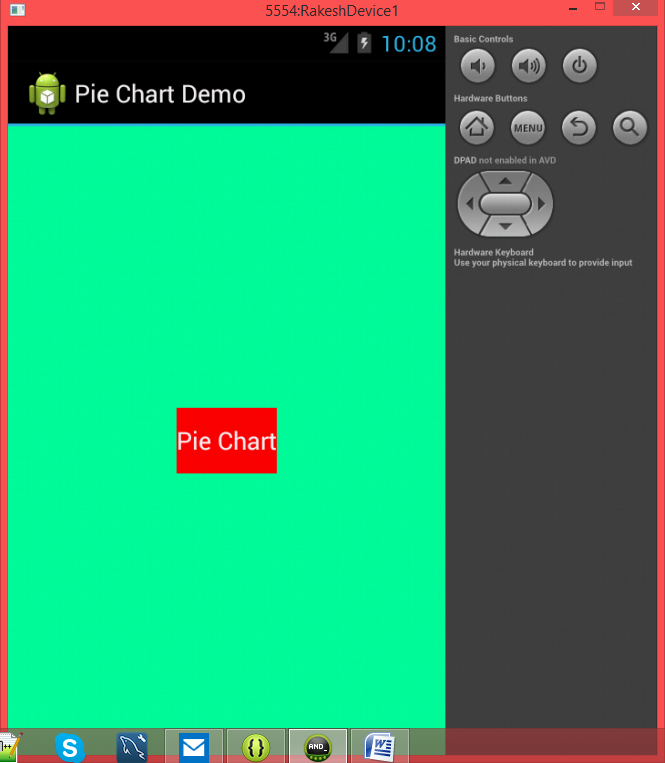 5554:RakeshDevice1
3G 10:08
Pie Chart Demo
Pie Chart
Basic Controls
Hardware Buttons
MENU
DPAD not enabled in AVD
Hardware Keyboard
Use your physical keyboard to provide input
++
S
{}
AND_
W